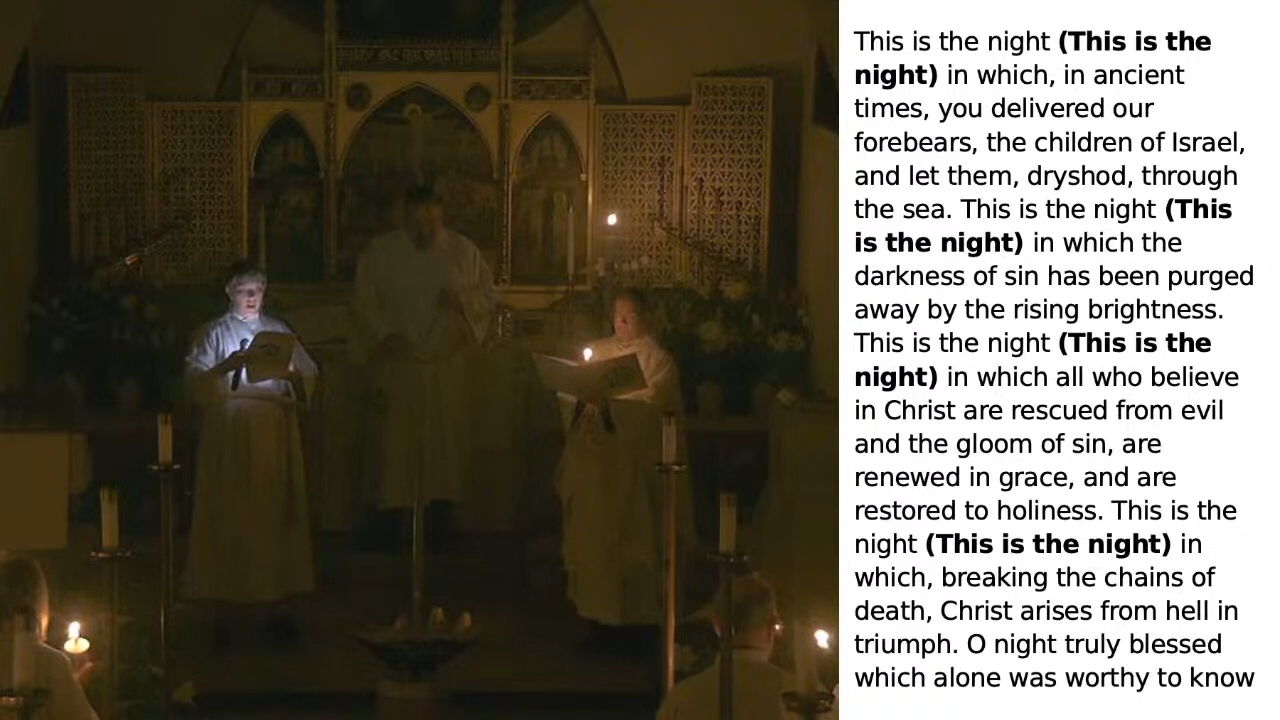 This is the night (This is the
night) in which, in ancient
times, you delivered our
forebears, the children of Israel,
and let them, dryshod, through
the sea. This is the night (This
is the night) in which the
darkness of sin has been purged
away by the rising brightness.
This is the night (This is the
night) in which all who believe
in Christ are rescued from evil
and the gloom of sin, are
renewed in grace, and are
restored to holiness. This is the
night (This is the night) in
which, breaking the chains of
death, Christ arises from hell in
triumph. O night truly blessed
which alone was worthy to know